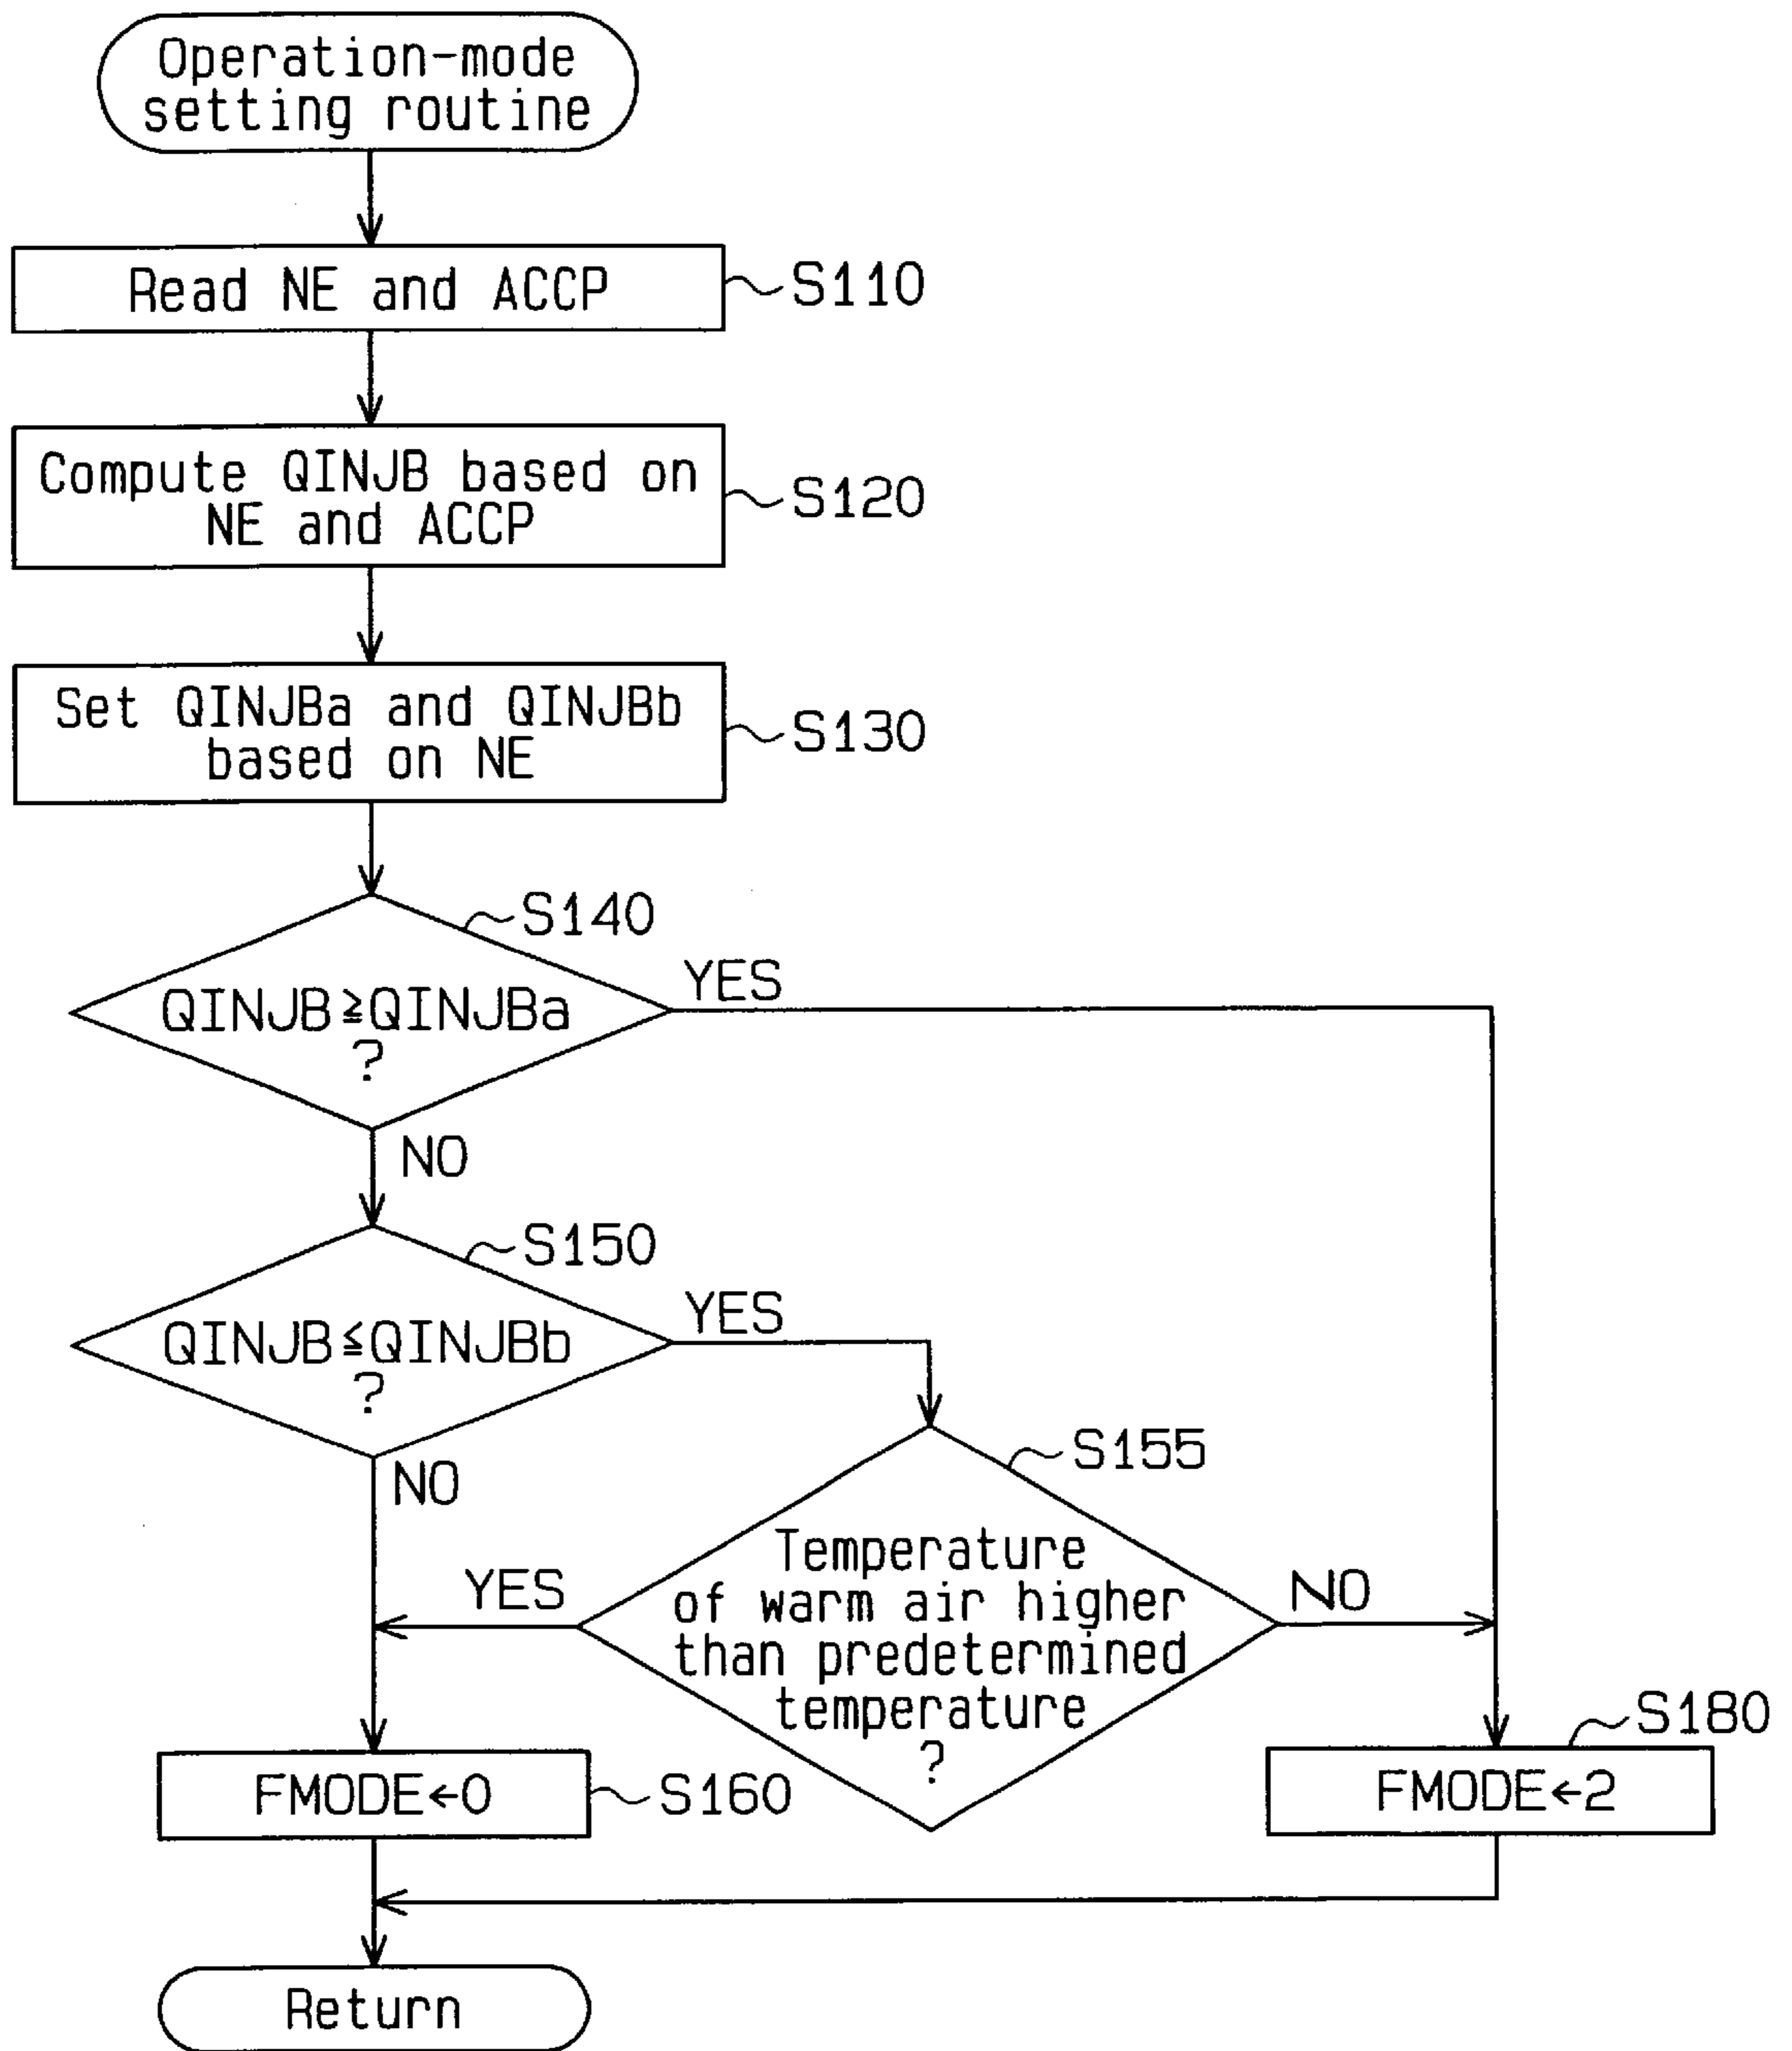 Operation-mode
setting routine
Read NE and ACCP
S110
Compute QINJB based on
NE and ACCP
S120
Set QINJBa and QINJBb
based on NE
S130
S140
QINJB≧QINJBa
?
YES
NO
S150
QINJB≦QINJBb
?
YES
NO
S155
Temperature
of warm air higher
than predetermined
temperature
?
YES
NO
FMODE←0
S160
S180
FMODE←2
Return